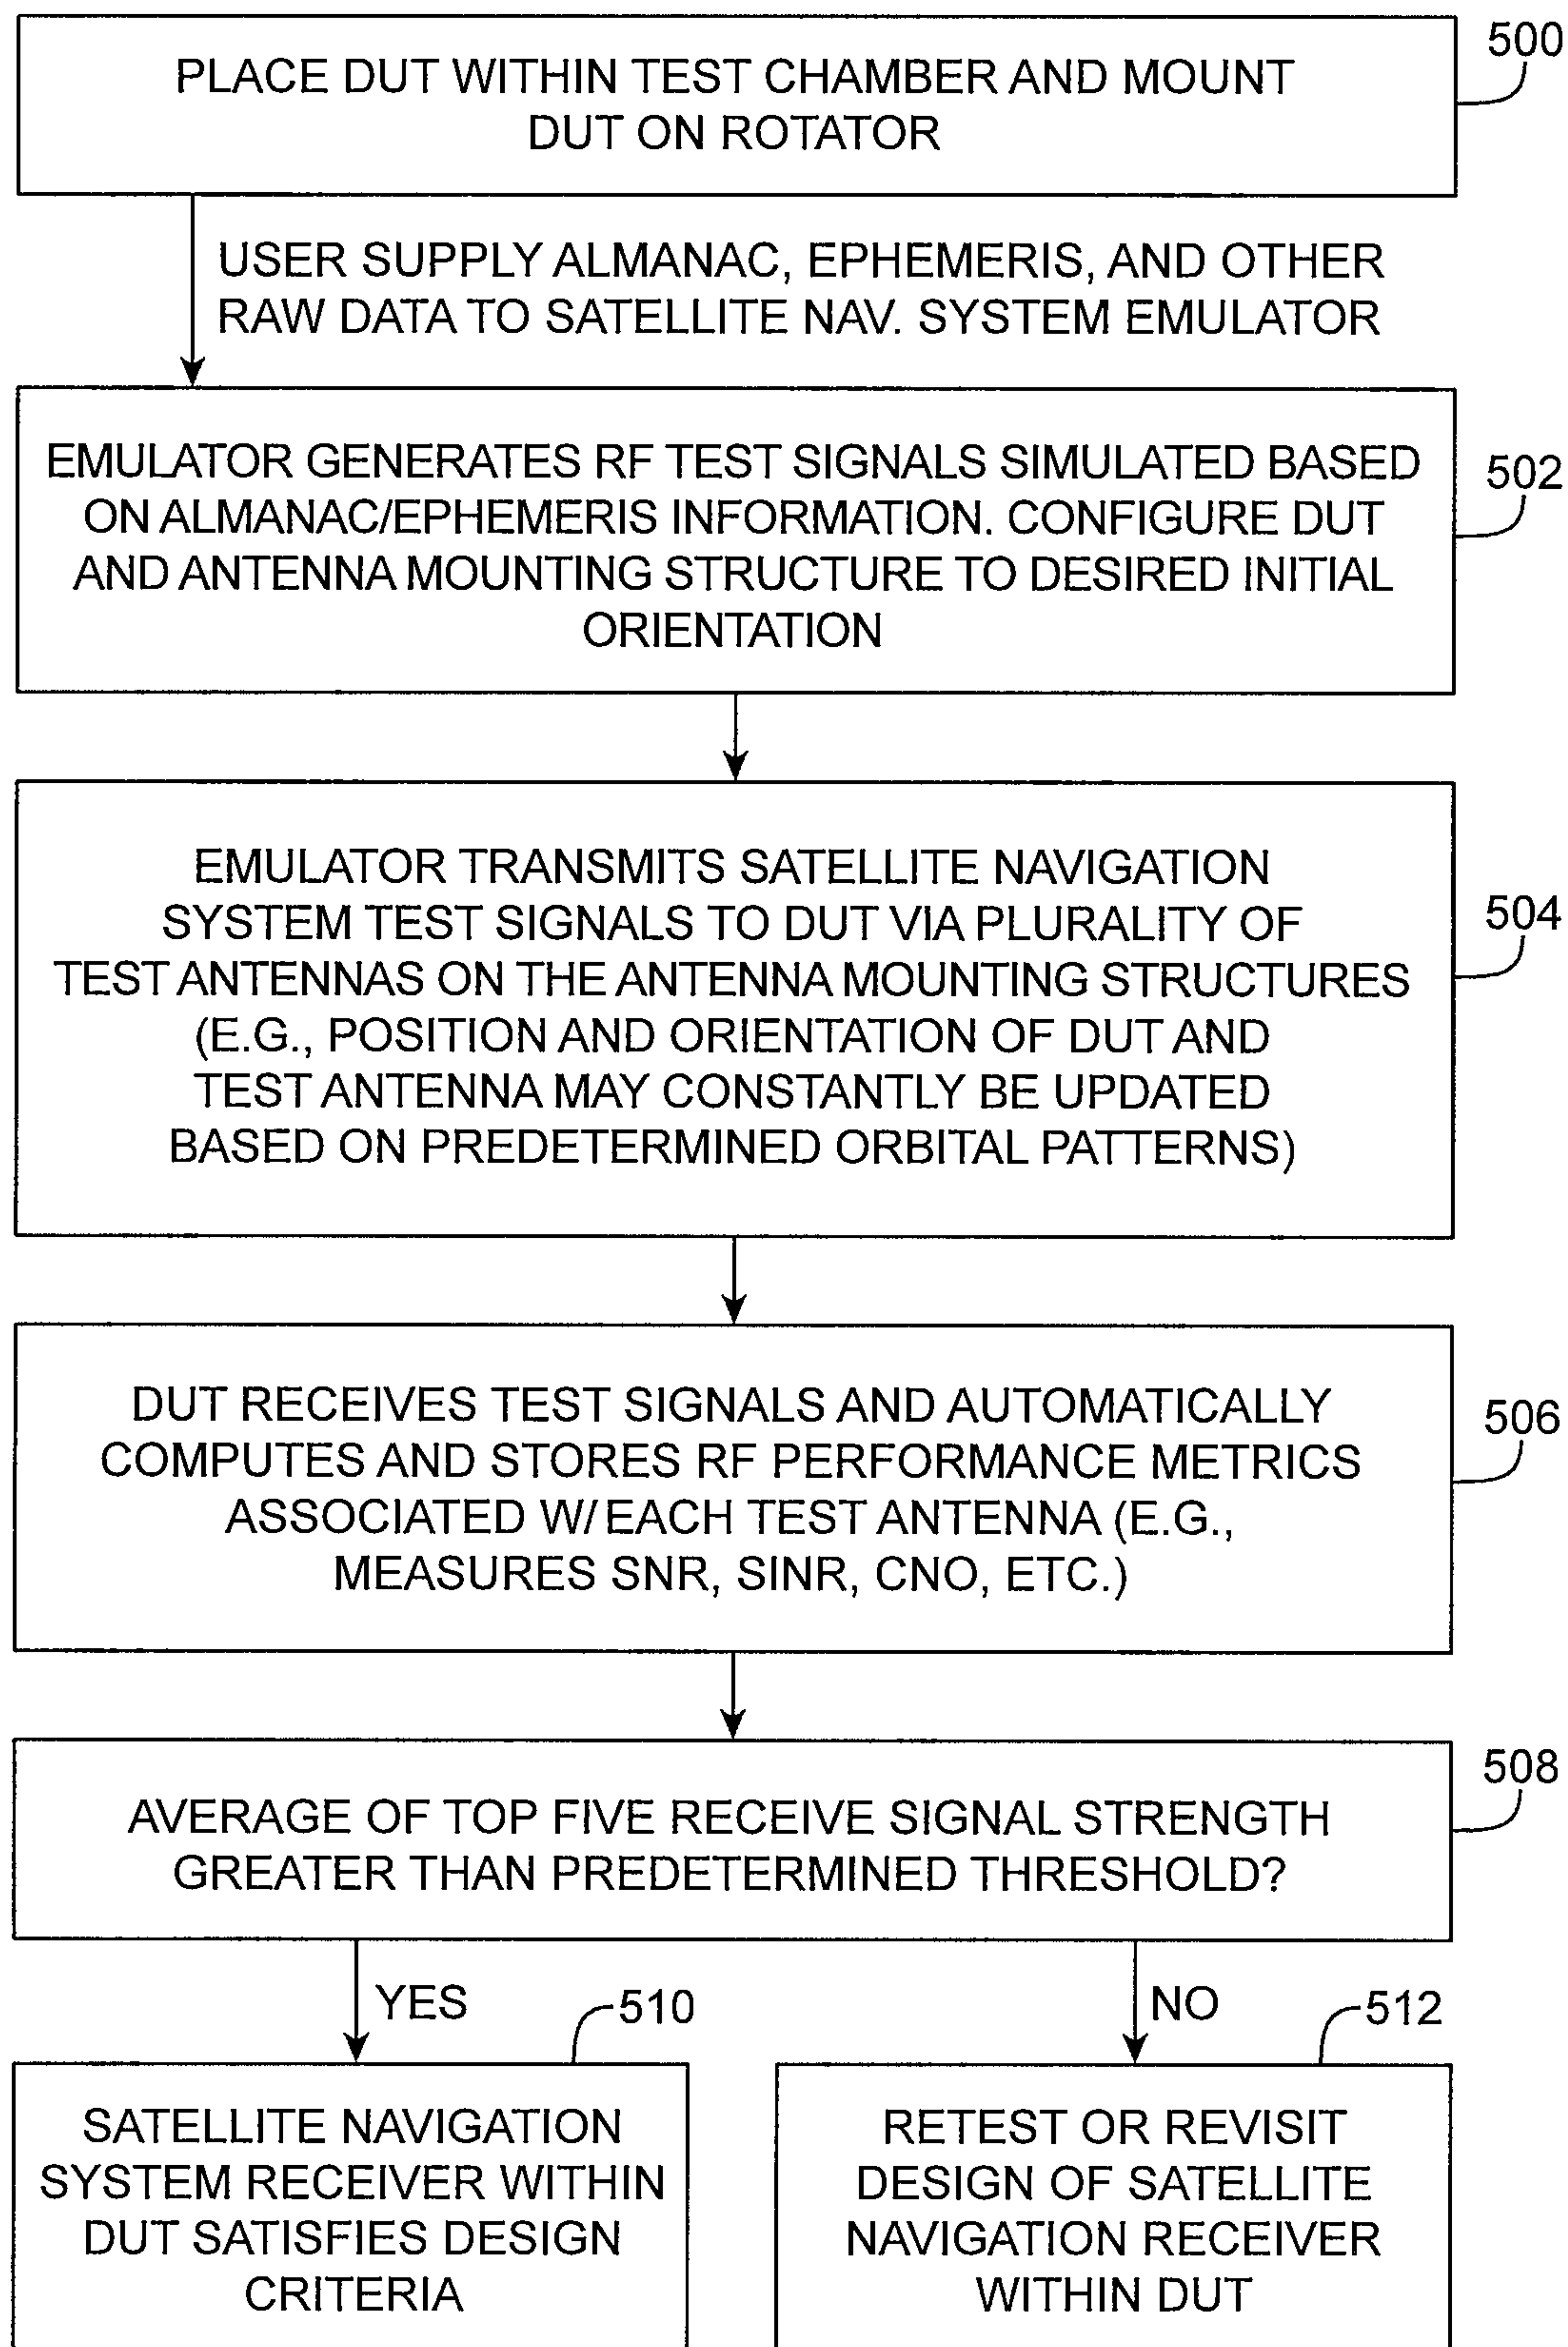 500
PLACE DUT WITHIN TEST CHAMBER AND MOUNT
DUT ON ROTATOR
USER SUPPLY ALMANAC, EPHEMERIS, AND OTHER
RAW DATA TO SATELLITE NAV. SYSTEM EMULATOR
EMULATOR GENERATES RF TEST SIGNALS SIMULATED BASED
ON ALMANAC/EPHEMERIS INFORMATION. CONFIGURE DUT
AND ANTENNA MOUNTING STRUCTURE TO DESIRED INITIAL
ORIENTATION
502
EMULATOR TRANSMITS SATELLITE NAVIGATION
SYSTEM TEST SIGNALS TO DUT VIA PLURALITY OF
TEST ANTENNAS ON THE ANTENNA MOUNTING STRUCTURES
(E.G., POSITION AND ORIENTATION OF DUT AND
TEST ANTENNA MAY CONSTANTLY BE UPDATED
BASED ON PREDETERMINED ORBITAL PATTERNS)
504
DUT RECEIVES TEST SIGNALS AND AUTOMATICALLY
COMPUTES AND STORES RF PERFORMANCE METRICS
ASSOCIATED W/ EACH TEST ANTENNA (E.G.,
MEASURES SNR, SINR, CNO, ETC.)
506
508
AVERAGE OF TOP FIVE RECEIVE SIGNAL STRENGTH
GREATER THAN PREDETERMINED THRESHOLD?
YES
510
NO
512
SATELLITE NAVIGATION
SYSTEM RECEIVER WITHIN
DUT SATISFIES DESIGN
CRITERIA
RETEST OR REVISIT
DESIGN OF SATELLITE
NAVIGATION RECEIVER
WITHIN DUT